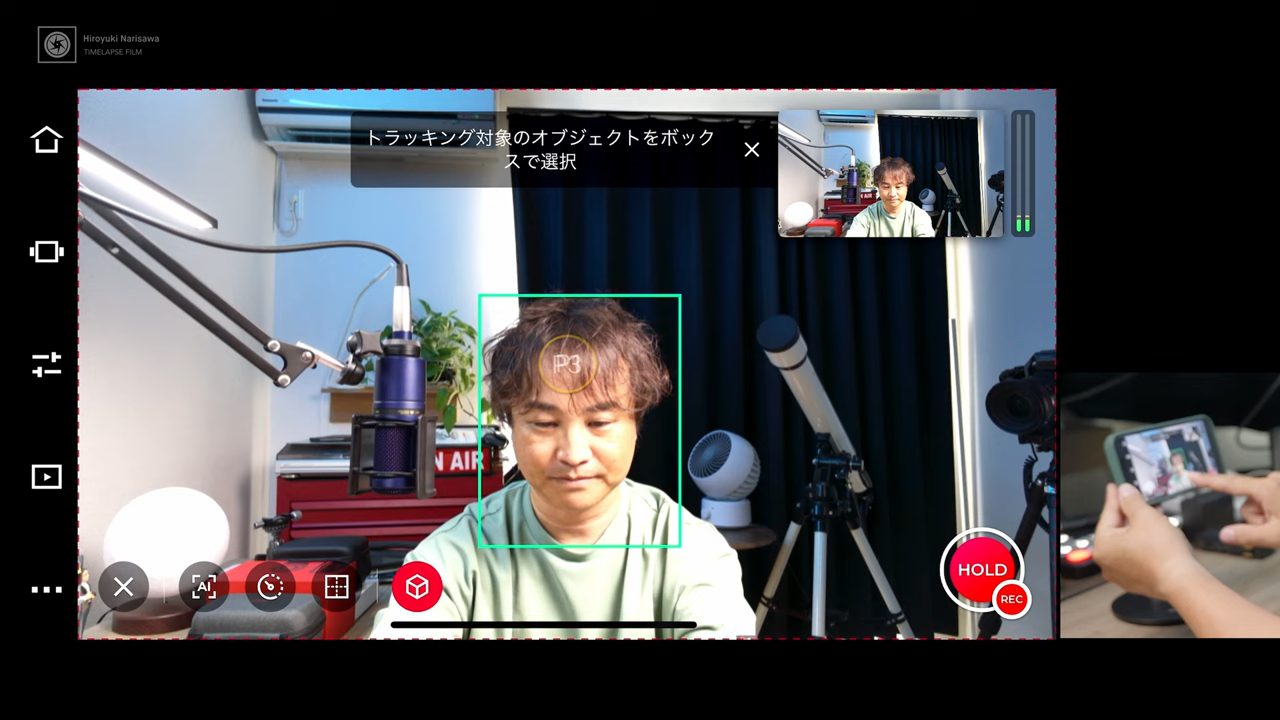 Hiroyuki Narisawa
TIMELAPSE FILM
トラッキング対象のオブジェクトをボック
スで選択
P3
N AIR
AI
HOLD
REC